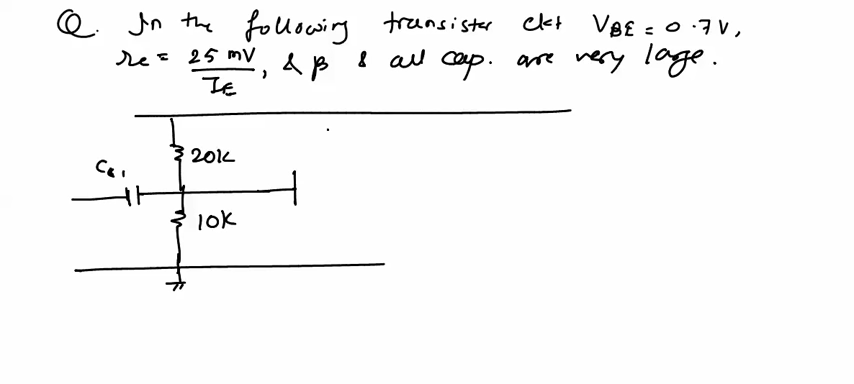 Q. In the following transister ckt VBE = 0.7V,
re = 25 mV / IE, & β & all cap. are very large.
20K
Cc1
10K